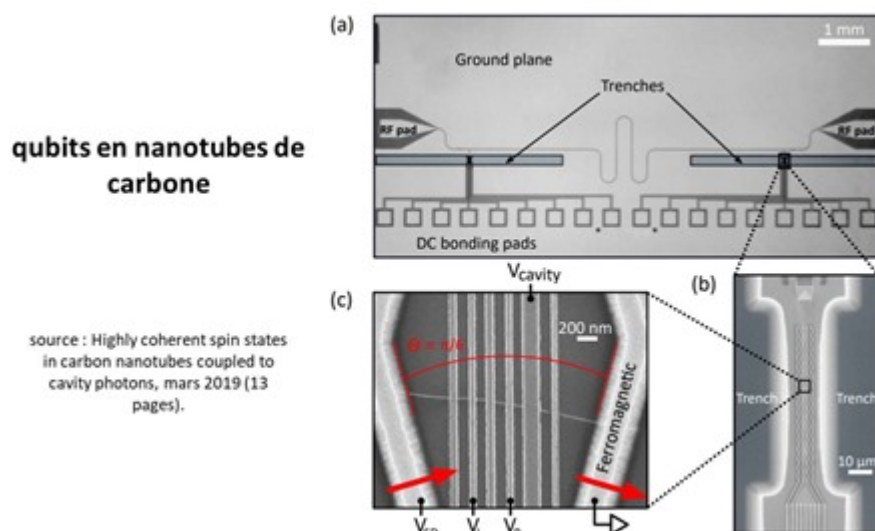 qubits en nanotubes de
carbone
source : Highly coherent spin states
in carbon nanotubes coupled to
cavity photons, mars 2019 (13
pages).
(a)
1 mm
Ground plane
Trenches
RF pad
RF pad
DC bonding pads
(b)
Trench
Trench
10 μm
(c)
Vcavity
200 nm
Θ = π/6
Ferromagnetic